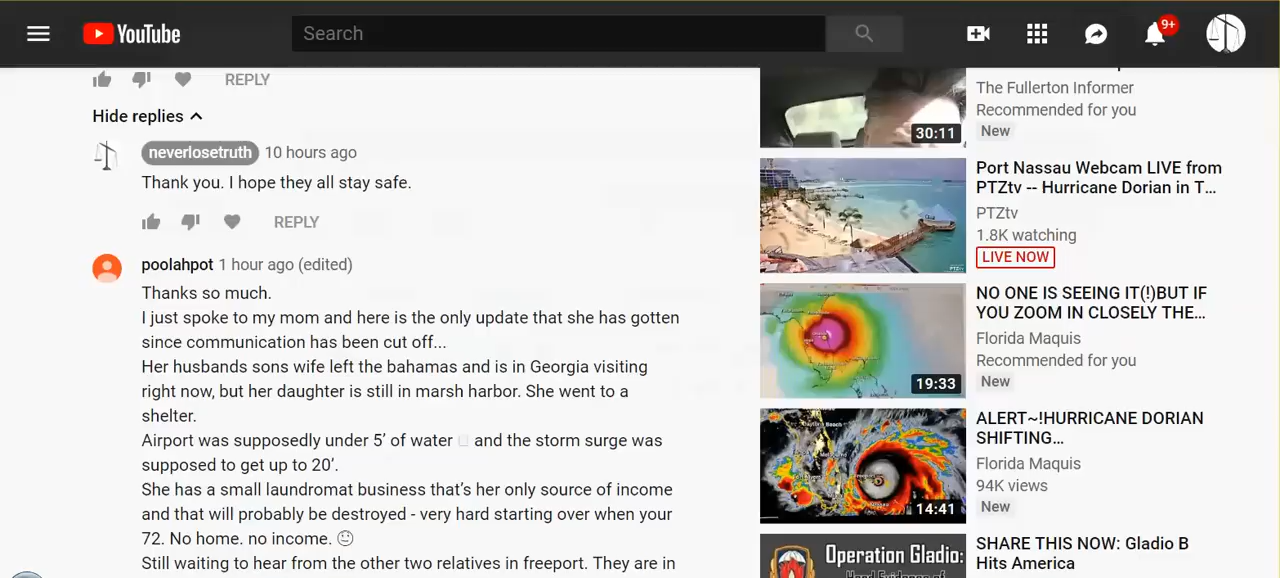 YouTube
Search
9+
REPLY
Hide replies
neverlosetruth 10 hours ago
Thank you. I hope they all stay safe.
REPLY
poolahpot 1 hour ago (edited)
Thanks so much.
I just spoke to my mom and here is the only update that she has gotten
since communication has been cut off...
Her husbands sons wife left the bahamas and is in Georgia visiting
right now, but her daughter is still in marsh harbor. She went to a
shelter.
Airport was supposedly under 5’ of water and the storm surge was
supposed to get up to 20’.
She has a small laundromat business that’s her only source of income
and that will probably be destroyed - very hard starting over when your
72. No home. no income.
Still waiting to hear from the other two relatives in freeport. They are in
30:11
The Fullerton Informer
Recommended for you
New
Port Nassau Webcam LIVE from
PTZtv -- Hurricane Dorian in T...
PTZtv
1.8K watching
LIVE NOW
19:33
NO ONE IS SEEING IT(!)BUT IF
YOU ZOOM IN CLOSELY THE...
Florida Maquis
Recommended for you
New
14:41
ALERT~!HURRICANE DORIAN
SHIFTING...
Florida Maquis
94K views
New
Operation Gladio:
Hard Evidence of
SHARE THIS NOW: Gladio B
Hits America